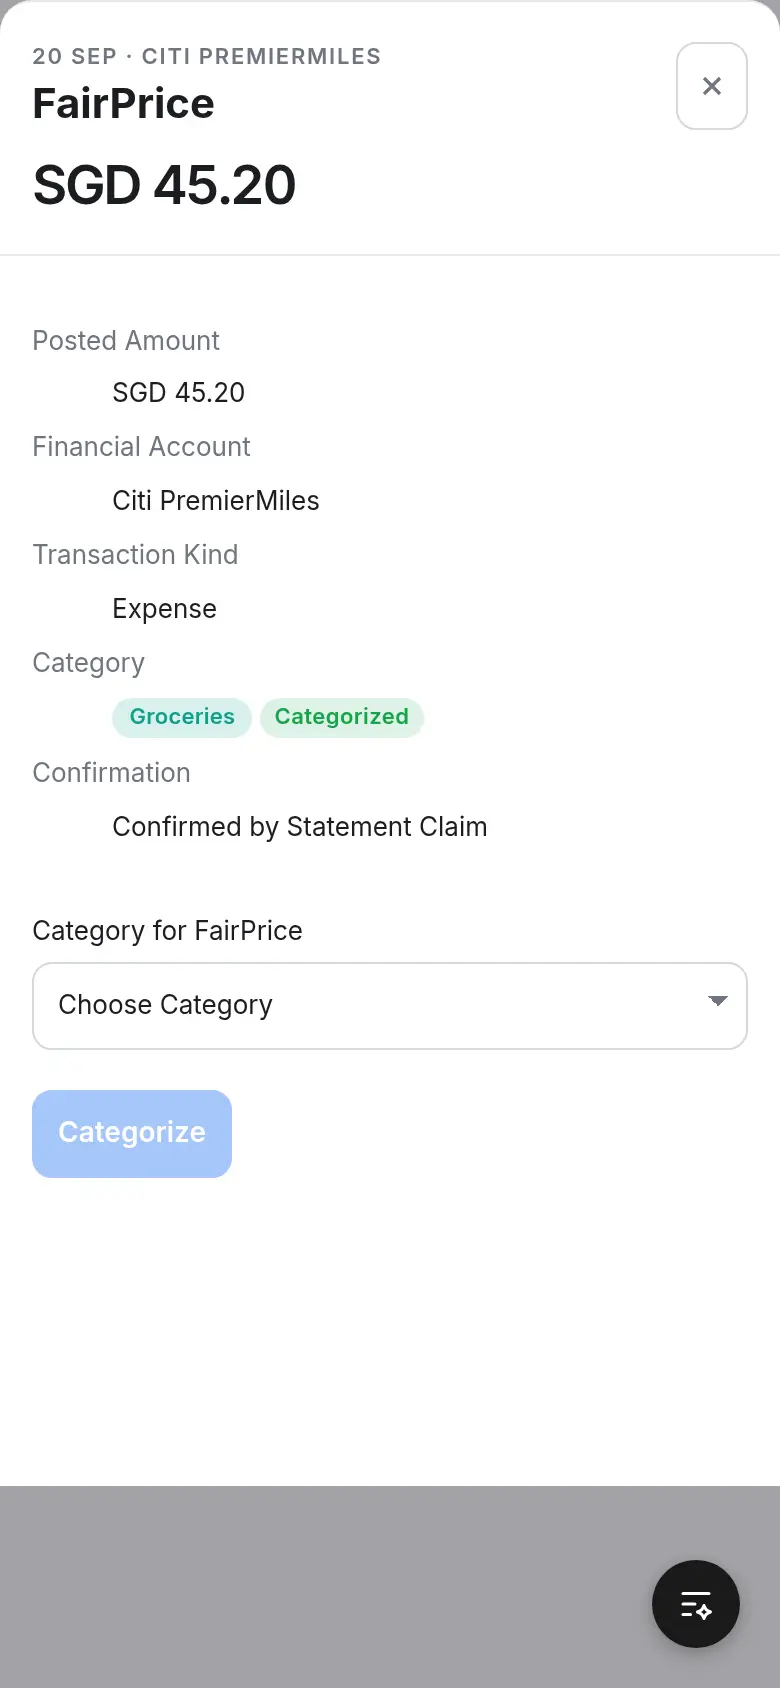 20 SEP · CITI PREMIERMILES
FairPrice
SGD 45.20
Posted Amount
SGD 45.20
Financial Account
Citi PremierMiles
Transaction Kind
Expense
Category
Groceries Categorized
Confirmation
Confirmed by Statement Claim
Category for FairPrice
Choose Category
Categorize